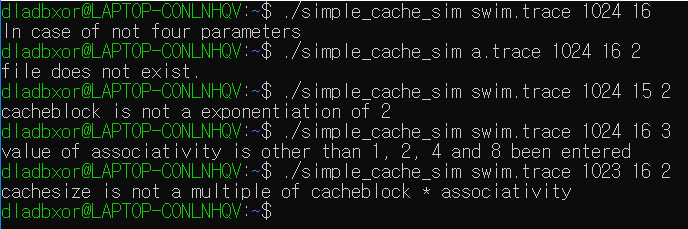 dladbxor@LAPTOP-CONLNHQV:~$ ./simple_cache_sim swim.trace 1024 16
In case of not four parameters
dladbxor@LAPTOP-CONLNHQV:~$ ./simple_cache_sim a.trace 1024 16 2
file does not exist.
dladbxor@LAPTOP-CONLNHQV:~$ ./simple_cache_sim swim.trace 1024 15 2
cacheblock is not a exponentiation of 2
dladbxor@LAPTOP-CONLNHQV:~$ ./simple_cache_sim swim.trace 1024 16 3
value of associativity is other than 1, 2, 4 and 8 been entered
dladbxor@LAPTOP-CONLNHQV:~$ ./simple_cache_sim swim.trace 1023 16 2
cachesize is not a multiple of cacheblock * associativity
dladbxor@LAPTOP-CONLNHQV:~$